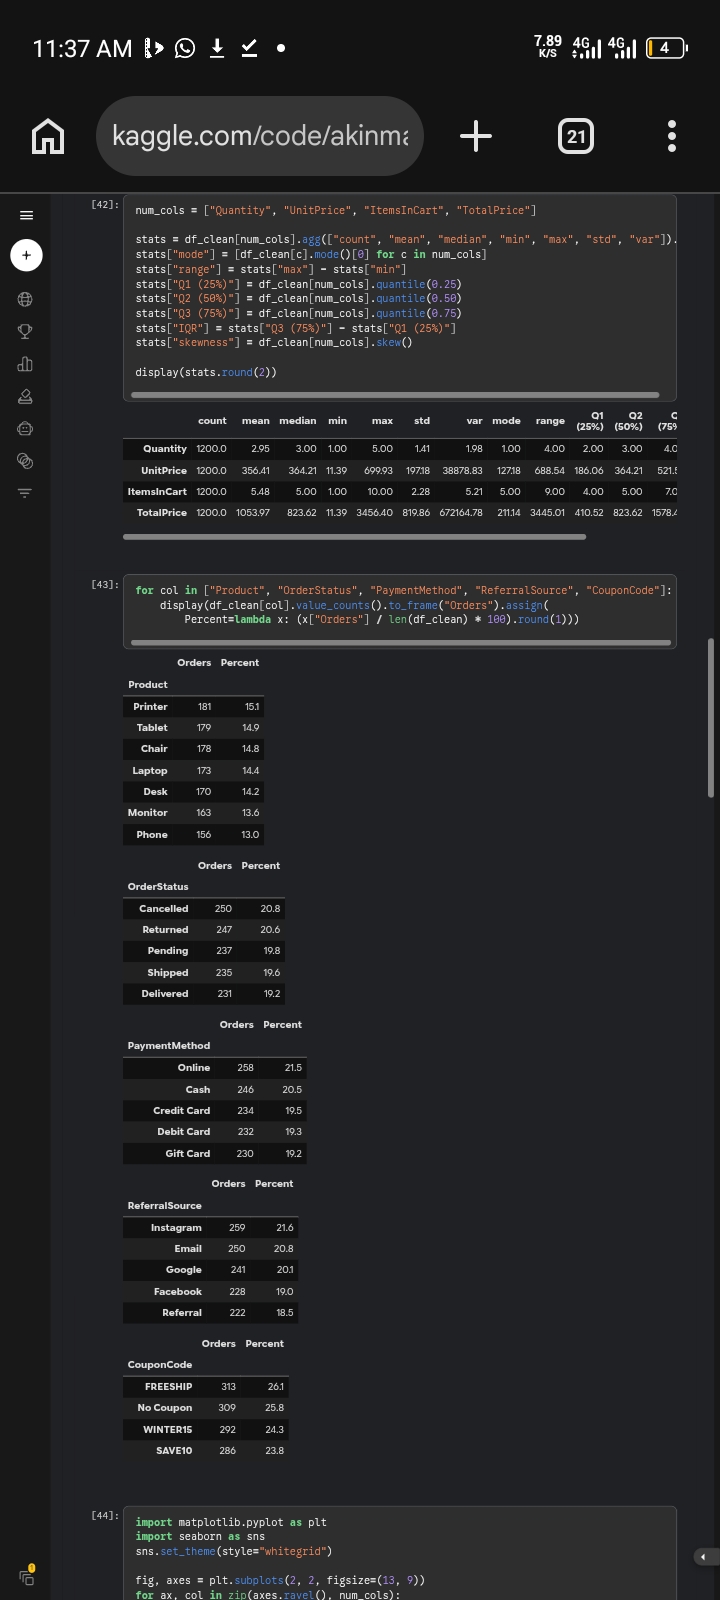 11:37 AM
7.89 K/S 4G 4G 4
kaggle.com/code/akinma
21
[42]:
num_cols = ["Quantity", "UnitPrice", "ItemsInCart", "TotalPrice"]
stats = df_clean[num_cols].agg(["count", "mean", "median", "min", "max", "std", "var"]).
stats["mode"] = [df_clean[c].mode()[0] for c in num_cols]
stats["range"] = stats["max"] - stats["min"]
stats["Q1 (25%)"] = df_clean[num_cols].quantile(0.25)
stats["Q2 (50%)"] = df_clean[num_cols].quantile(0.50)
stats["Q3 (75%)"] = df_clean[num_cols].quantile(0.75)
stats["IQR"] = stats["Q3 (75%)"] - stats["Q1 (25%)"]
stats["skewness"] = df_clean[num_cols].skew()
display(stats.round(2))
count mean median min max std var mode range Q1 (25%) Q2 (50%) (75%
Quantity 1200.0 2.95 3.00 1.00 5.00 1.41 1.98 1.00 4.00 2.00 3.00 4.0
UnitPrice 1200.0 356.41 364.21 11.39 699.93 197.18 38878.83 127.18 688.54 186.06 364.21 521.5
ItemsInCart 1200.0 5.48 5.00 1.00 10.00 2.28 5.21 5.00 9.00 4.00 5.00 7.0
TotalPrice 1200.0 1053.97 823.62 11.39 3456.40 819.86 672164.78 211.14 3445.01 410.52 823.62 1578.4
[43]:
for col in ["Product", "OrderStatus", "PaymentMethod", "ReferralSource", "CouponCode"]:
display(df_clean[col].value_counts().to_frame("Orders").assign(
Percent=lambda x: (x["Orders"] / len(df_clean) * 100).round(1)))
Orders Percent
Product
Printer 181 15.1
Tablet 179 14.9
Chair 178 14.8
Laptop 173 14.4
Desk 170 14.2
Monitor 163 13.6
Phone 156 13.0
Orders Percent
OrderStatus
Cancelled 250 20.8
Returned 247 20.6
Pending 237 19.8
Shipped 235 19.6
Delivered 231 19.2
Orders Percent
PaymentMethod
Online 258 21.5
Cash 246 20.5
Credit Card 234 19.5
Debit Card 232 19.3
Gift Card 230 19.2
Orders Percent
ReferralSource
Instagram 259 21.6
Email 250 20.8
Google 241 20.1
Facebook 228 19.0
Referral 222 18.5
Orders Percent
CouponCode
FREESHIP 313 26.1
No Coupon 309 25.8
WINTER15 292 24.3
SAVE10 286 23.8
[44]:
import matplotlib.pyplot as plt
import seaborn as sns
sns.set_theme(style="whitegrid")
fig, axes = plt.subplots(2, 2, figsize=(13, 9))
for ax, col in zip(axes.ravel(), num_cols):